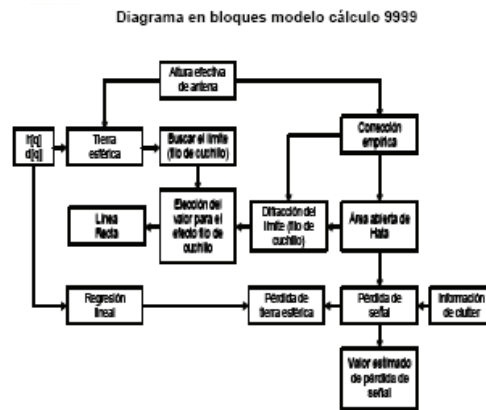 Diagrama en bloques modelo cálculo 9999
Altura efectiva
de antena
h[q]
d[q]
Tierra
esférica
Buscar el límite
(filo de cuchillo)
Corrección
empírica
Línea
Recta
Elección del
valor para el
efecto filo de
cuchillo
Difracción del
límite (filo de
cuchillo)
Área abierta de
Hata
Regresión
lineal
Pérdida de
tierra esférica
Pérdida de
señal
Información
de clutter
Valor estimado
de pérdida de
señal